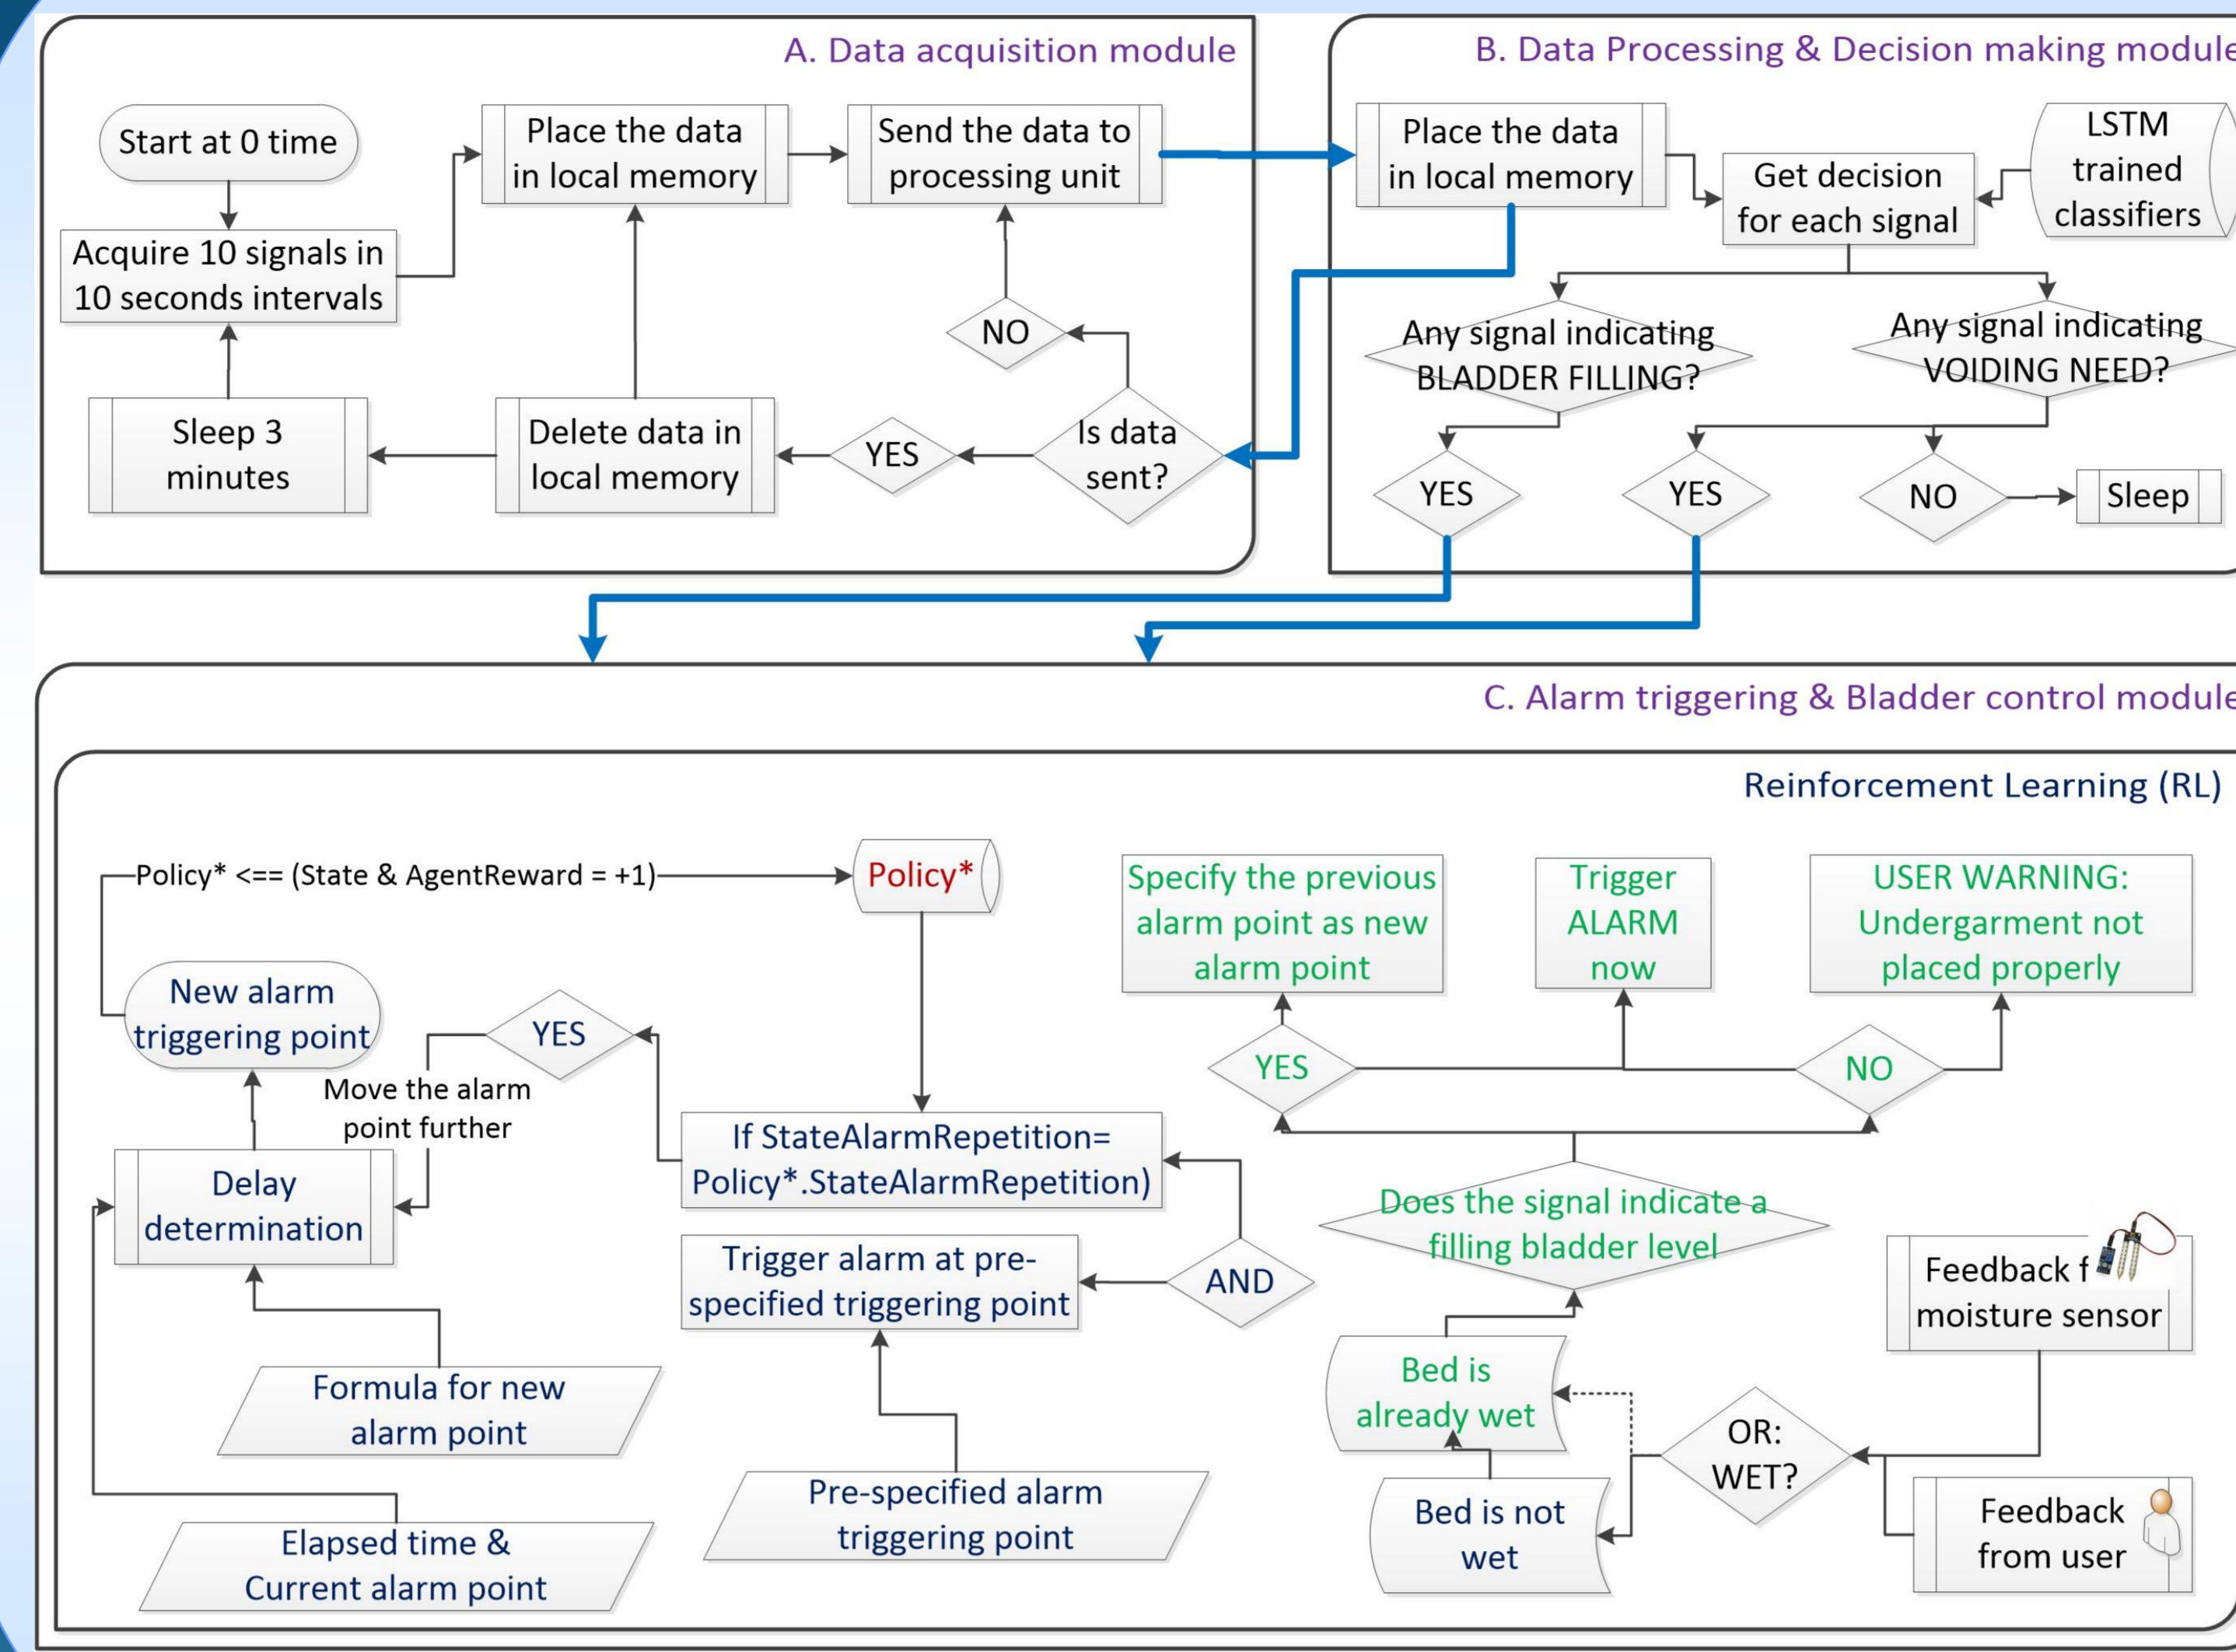 A. Data acquisition module
Start at 0 time
Acquire 10 signals in
10 seconds intervals
Place the data
in local memory
Send the data to
processing unit
NO
Is data
sent?
YES
Delete data in
local memory
Sleep 3
minutes
B. Data Processing & Decision making module
Place the data
in local memory
Get decision
for each signal
LSTM
trained
classifiers
Any signal indicating
BLADDER FILLING?
Any signal indicating
VOIDING NEED?
YES
YES
NO
Sleep
C. Alarm triggering & Bladder control module
Reinforcement Learning (RL)
Policy* <== (State & AgentReward = +1)
Policy*
New alarm
triggering point
YES
Move the alarm
point further
Delay
determination
If StateAlarmRepetition=
Policy*.StateAlarmRepetition)
Trigger alarm at pre-
specified triggering point
AND
Formula for new
alarm point
Elapsed time &
Current alarm point
Pre-specified alarm
triggering point
Specify the previous
alarm point as new
alarm point
Trigger
ALARM
now
USER WARNING:
Undergarment not
placed properly
YES
NO
Does the signal indicate a
filling bladder level
Bed is
already wet
Bed is not
wet
OR:
WET?
Feedback f
moisture sensor
Feedback
from user